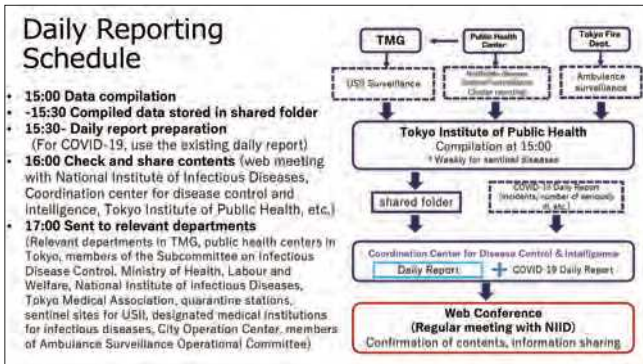 Daily Reporting
Schedule
• 15:00 Data compilation
• -15:30 Compiled data stored in shared folder
• 15:30- Daily report preparation
(For COVID-19, use the existing daily report)
• 16:00 Check and share contents (web meeting
with National Institute of Infectious Diseases,
Coordination center for disease control and
intelligence, Tokyo Institute of Public Health, etc.)
• 17:00 Sent to relevant departments
(Relevant departments in TMG, public health centers in
Tokyo, members of the Subcommittee on Infectious
Disease Control, Ministry of Health, Labour and
Welfare, National Institute of Infectious Diseases,
Tokyo Medical Association, quarantine stations,
sentinel sites for USII, designated medical institutions
for infectious diseases, City Operation Center, members
of Ambulance Surveillance Operational Committee)
TMG
Public Health
Center
Tokyo Fire
Dept.
USII Surveillance
Cluster reporting
Ambulance
surveillance
Tokyo Institute of Public Health
Compilation at 15:00
Weekly for sentinel diseases
shared folder
COVID-19 Daily Report
(incidents, number of seriously
ill, etc.)
Coordination Center for Disease Control & Intelligence
Daily Report + COVID-19 Daily Report
Web Conference
(Regular meeting with NIID)
Confirmation of contents, information sharing